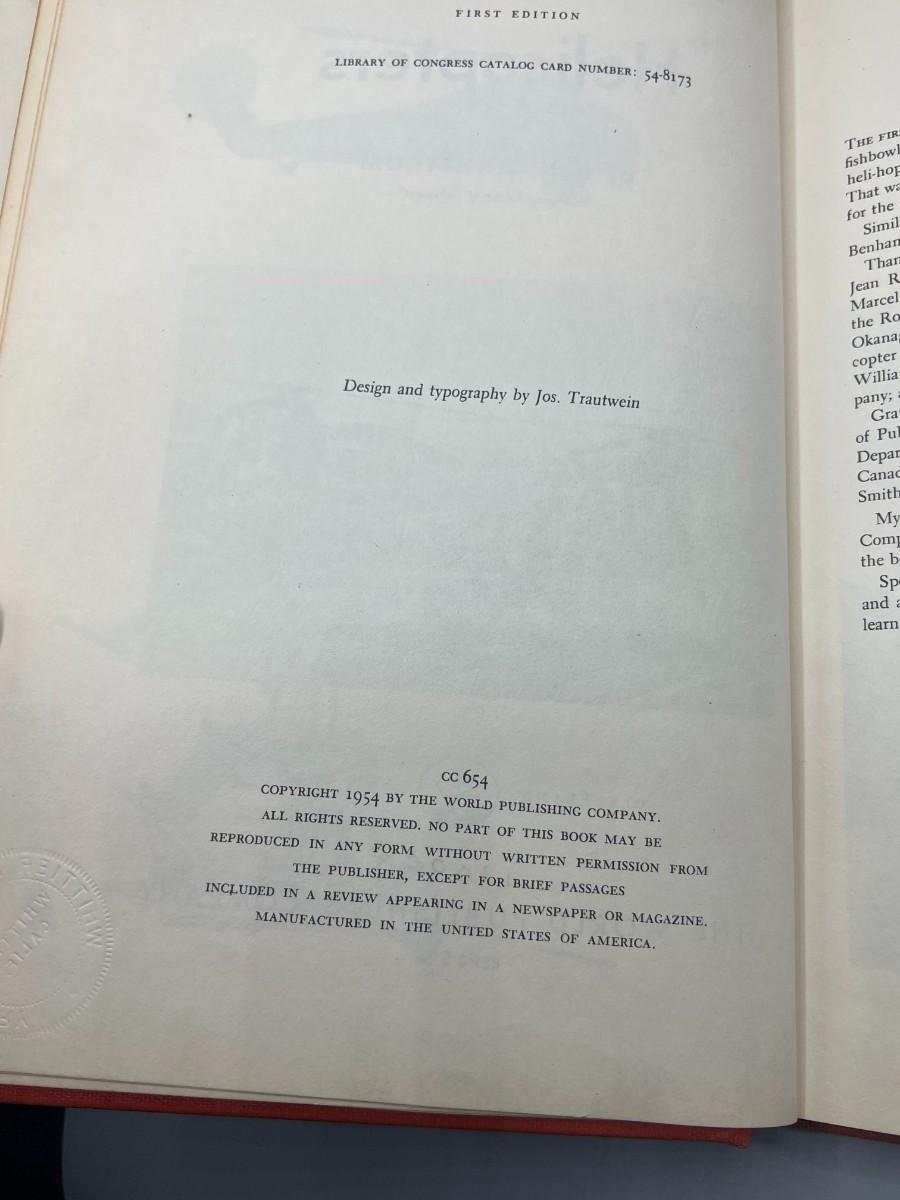 FIRST EDITION
LIBRARY OF CONGRESS CATALOG CARD NUMBER: 54-8173
Design and typography by Jos. Trautwein
CC 654
COPYRIGHT 1954 BY THE WORLD PUBLISHING COMPANY.
ALL RIGHTS RESERVED. NO PART OF THIS BOOK MAY BE
REPRODUCED IN ANY FORM WITHOUT WRITTEN PERMISSION FROM
THE PUBLISHER, EXCEPT FOR BRIEF PASSAGES
INCLUDED IN A REVIEW APPEARING IN A NEWSPAPER OR MAGAZINE.
MANUFACTURED IN THE UNITED STATES OF AMERICA.
WHITTIER
THE FIR
fishbowl
heli-hop
That wa
for the
Simil
Benham
Than
Jean R
Marcel
the Ro
Okana
copter
Willia
pany;
Gra
of Pul
Depar
Canad
Smith
My
Comp
the b
Spe
and a
learn